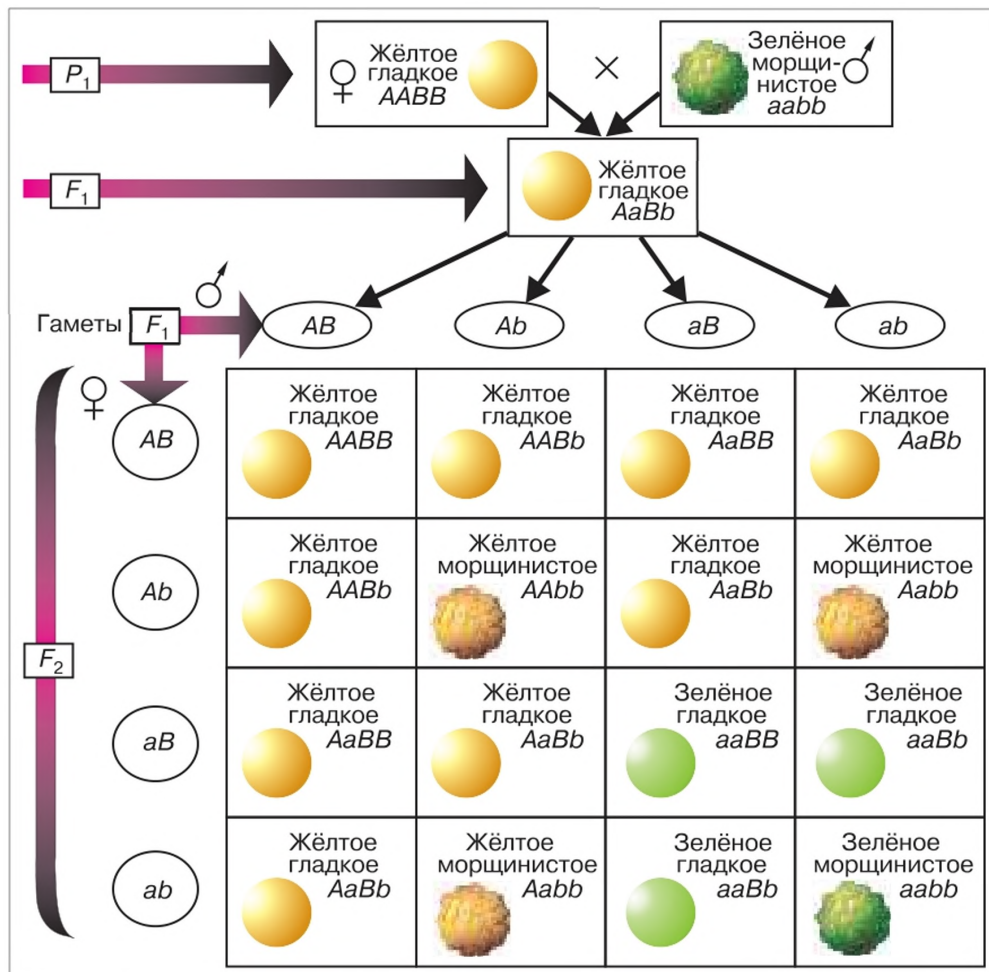 P₁
Жёлтое
гладкое
♀ AABB
×
Зелёное
морщи-
нистое ♂
aabb
F₁
Жёлтое
гладкое
AaBb
♂
Гаметы F₁
AB Ab aB ab
♀
F₂
AB
Жёлтое
гладкое
AABB
Жёлтое
гладкое
AABb
Жёлтое
гладкое
AaBB
Жёлтое
гладкое
AaBb
Ab
Жёлтое
гладкое
AABb
Жёлтое
морщинистое
AAbb
Жёлтое
гладкое
AaBb
Жёлтое
морщинистое
Aabb
aB
Жёлтое
гладкое
AaBB
Жёлтое
гладкое
AaBb
Зелёное
гладкое
aaBB
Зелёное
гладкое
aaBb
ab
Жёлтое
гладкое
AaBb
Жёлтое
морщинистое
Aabb
Зелёное
гладкое
aaBb
Зелёное
морщинистое
aabb